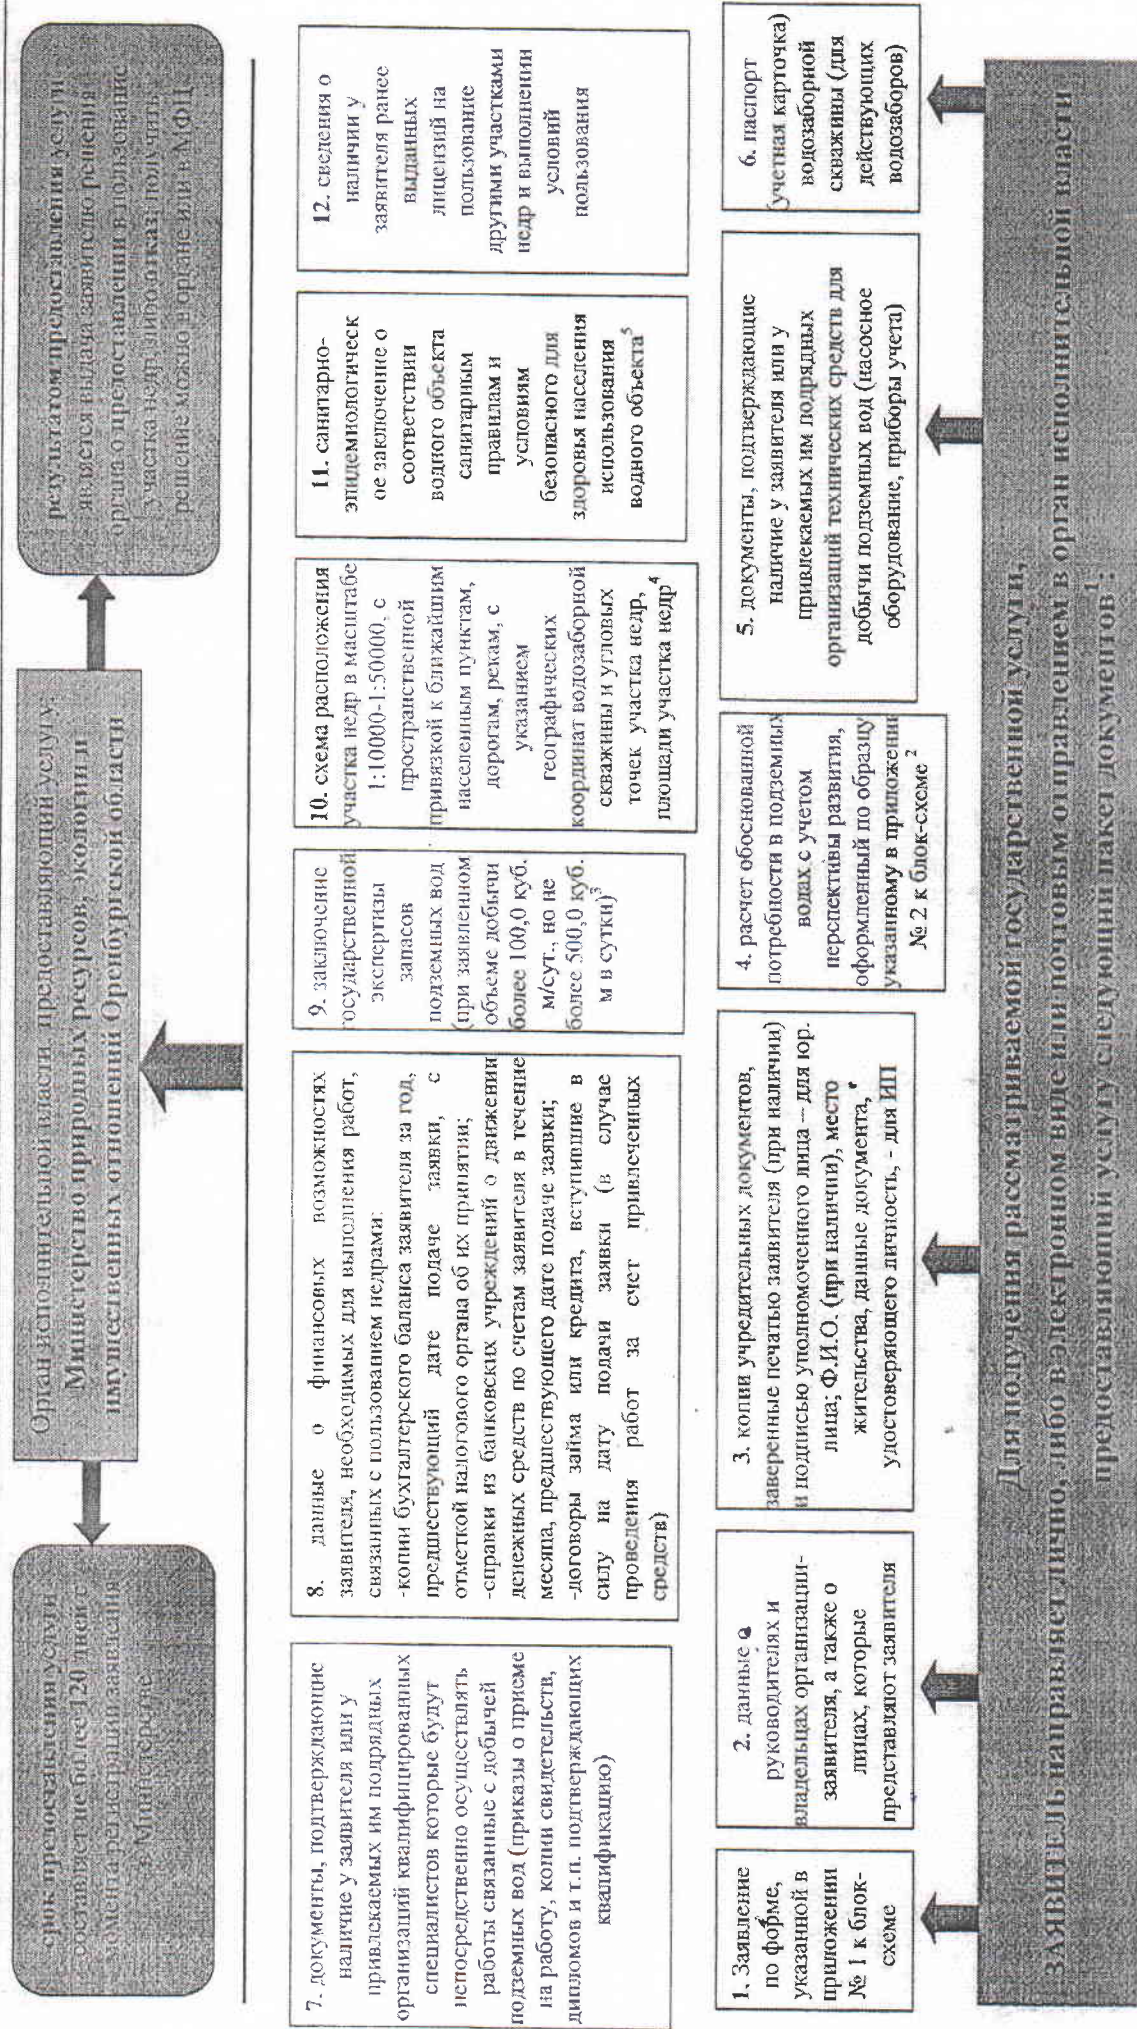 срок предоставления услуги
составляет не более 120 дней с
момента регистрации заявления
в Министерстве
Орган исполнительной власти, предоставляющий услугу,
Министерство природных ресурсов, экологии и
имущественных отношений Оренбургской области
результатом предоставления услуги
является выдача заявителю решения
органа о предоставлении в пользование
участка недр, либо отказ; получить
решение можно в органе или в МФЦ
7. документы, подтверждающие
наличие у заявителя или у
привлекаемых им подрядных
организаций квалифицированных
специалистов которые будут
непосредственно осуществлять
работы связанные с добычей
подземных вод (приказы о приеме
на работу, копии свидетельств,
дипломов и т.п. подтверждающих
квалификацию)
8. данные о финансовых возможностях
заявителя, необходимых для выполнения работ,
связанных с пользованием недрами:
-копии бухгалтерского баланса заявителя за год,
предшествующий дате подаче заявки, с
отметкой налогового органа об их принятии;
-справки из банковских учреждений о движении
денежных средств по счетам заявителя в течение
месяца, предшествующего дате подаче заявки;
-договоры займа или кредита, вступившие в
силу на дату подачи заявки (в случае
проведения работ за счет привлеченных
средств)
9. заключение
государственной
экспертизы
запасов
подземных вод
(при заявленном
объеме добычи
более 100,0 куб.
м/сут., но не
более 500,0 куб.
м в сутки)3
10. схема расположения
участка недр в масштабе
1:10000-1:50000, с
пространственной
привязкой к ближайшим
населенным пунктам,
дорогам, рекам, с
указанием
географических
координат водозаборной
скважины и угловых
точек участка недр,
площади участка недр4
11. санитарно-
эпидемиологическ
ое заключение о
соответствии
водного объекта
санитарным
правилам и
условиям
безопасного для
здоровья населения
использования
водного объекта5
12. сведения о
наличии у
заявителя ранее
выданных
лицензий на
пользование
другими участками
недр и выполнении
условий
пользования
1. Заявление
по форме,
указанной в
приложении
№ 1 к блок-
схеме
2. данные о
руководителях и
владельцах организации-
заявителя, а также о
лицах, которые
представляют заявителя
3. копии учредительных документов,
заверенные печатью заявителя (при наличии)
и подписью уполномоченого лица – для юр.
лица; Ф.И.О. (при наличии), место
жительства, данные документа,
удостоверяющего личность, - для ИП
4. расчет обоснованной
потребности в подземных
водах с учетом
перспективы развития,
оформленный по образцу
указанному в приложении
№ 2 к блок-схеме 2
5. документы, подтверждающие
наличие у заявителя или у
привлекаемых им подрядных
организаций технических средств для
добычи подземных вод (насосное
оборудование, приборы учета)
6. паспорт
(учетная карточка)
водозаборной
скважины (для
действующих
водозаборов)
Для получения рассматриваемой государственной услуги,
ЗАЯВИТЕЛЬ направляет лично, либо в электронном виде или почтовым отправлением в орган исполнительной власти,
предоставляющий услугу следующий пакет документов1: